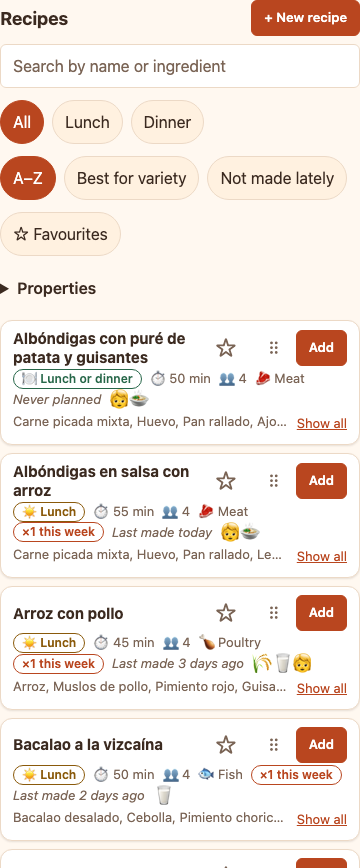 Recipes
+ New recipe
Search by name or ingredient
All Lunch Dinner
A–Z Best for variety Not made lately
☆ Favourites
▶ Properties
Albóndigas con puré de
patata y guisantes
Add
🍽️ Lunch or dinner ⏱️ 50 min 👥 4 🥩 Meat
Never planned
Carne picada mixta, Huevo, Pan rallado, Ajo... Show all
Albóndigas en salsa con
arroz
Add
☀️ Lunch ⏱️ 55 min 👥 4 🥩 Meat
×1 this week Last made today
Carne picada mixta, Huevo, Pan rallado, Le... Show all
Arroz con pollo
Add
☀️ Lunch ⏱️ 45 min 👥 4 🍗 Poultry
×1 this week Last made 3 days ago
Arroz, Muslos de pollo, Pimiento rojo, Guisa... Show all
Bacalao a la vizcaína
Add
☀️ Lunch ⏱️ 50 min 👥 4 🐟 Fish ×1 this week
Last made 2 days ago
Bacalao desalado, Cebolla, Pimiento choric... Show all